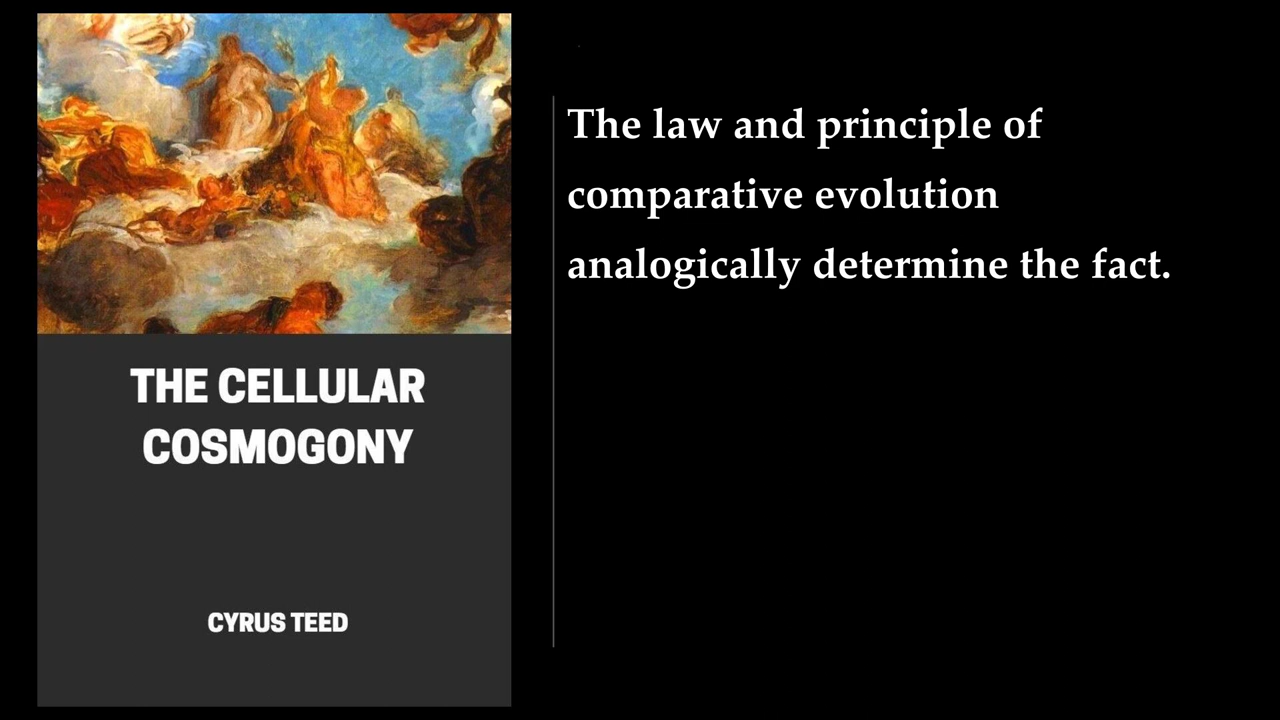 THE CELLULAR
COSMOGONY
CYRUS TEED
The law and principle of
comparative evolution
analogically determine the fact.